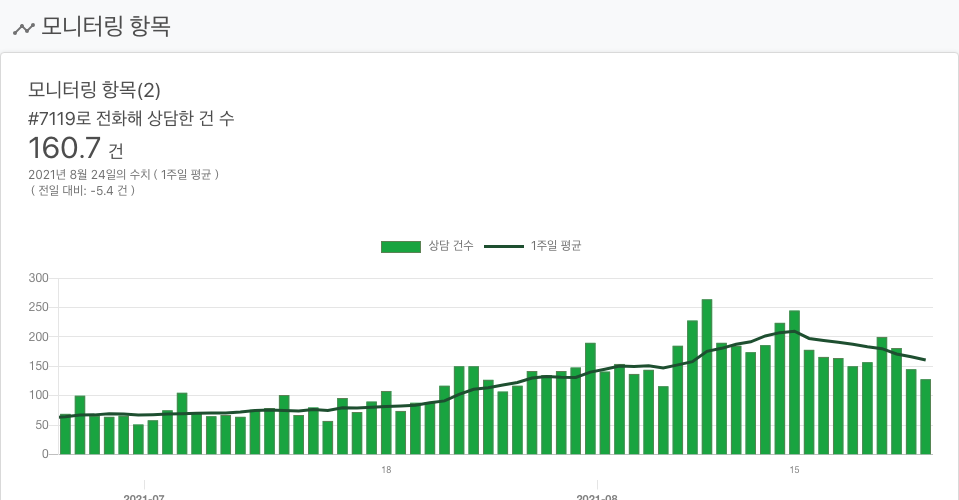 모니터링 항목
모니터링 항목(2)
#7119로 전화해 상담한 건 수
160.7 건
2021년 8월 24일의 수치 ( 1주일 평균 )
( 전일 대비: -5.4 건 )
상담 건수 1주일 평균
300
250
200
150
100
50
0
18 15
2021-07 2021-08